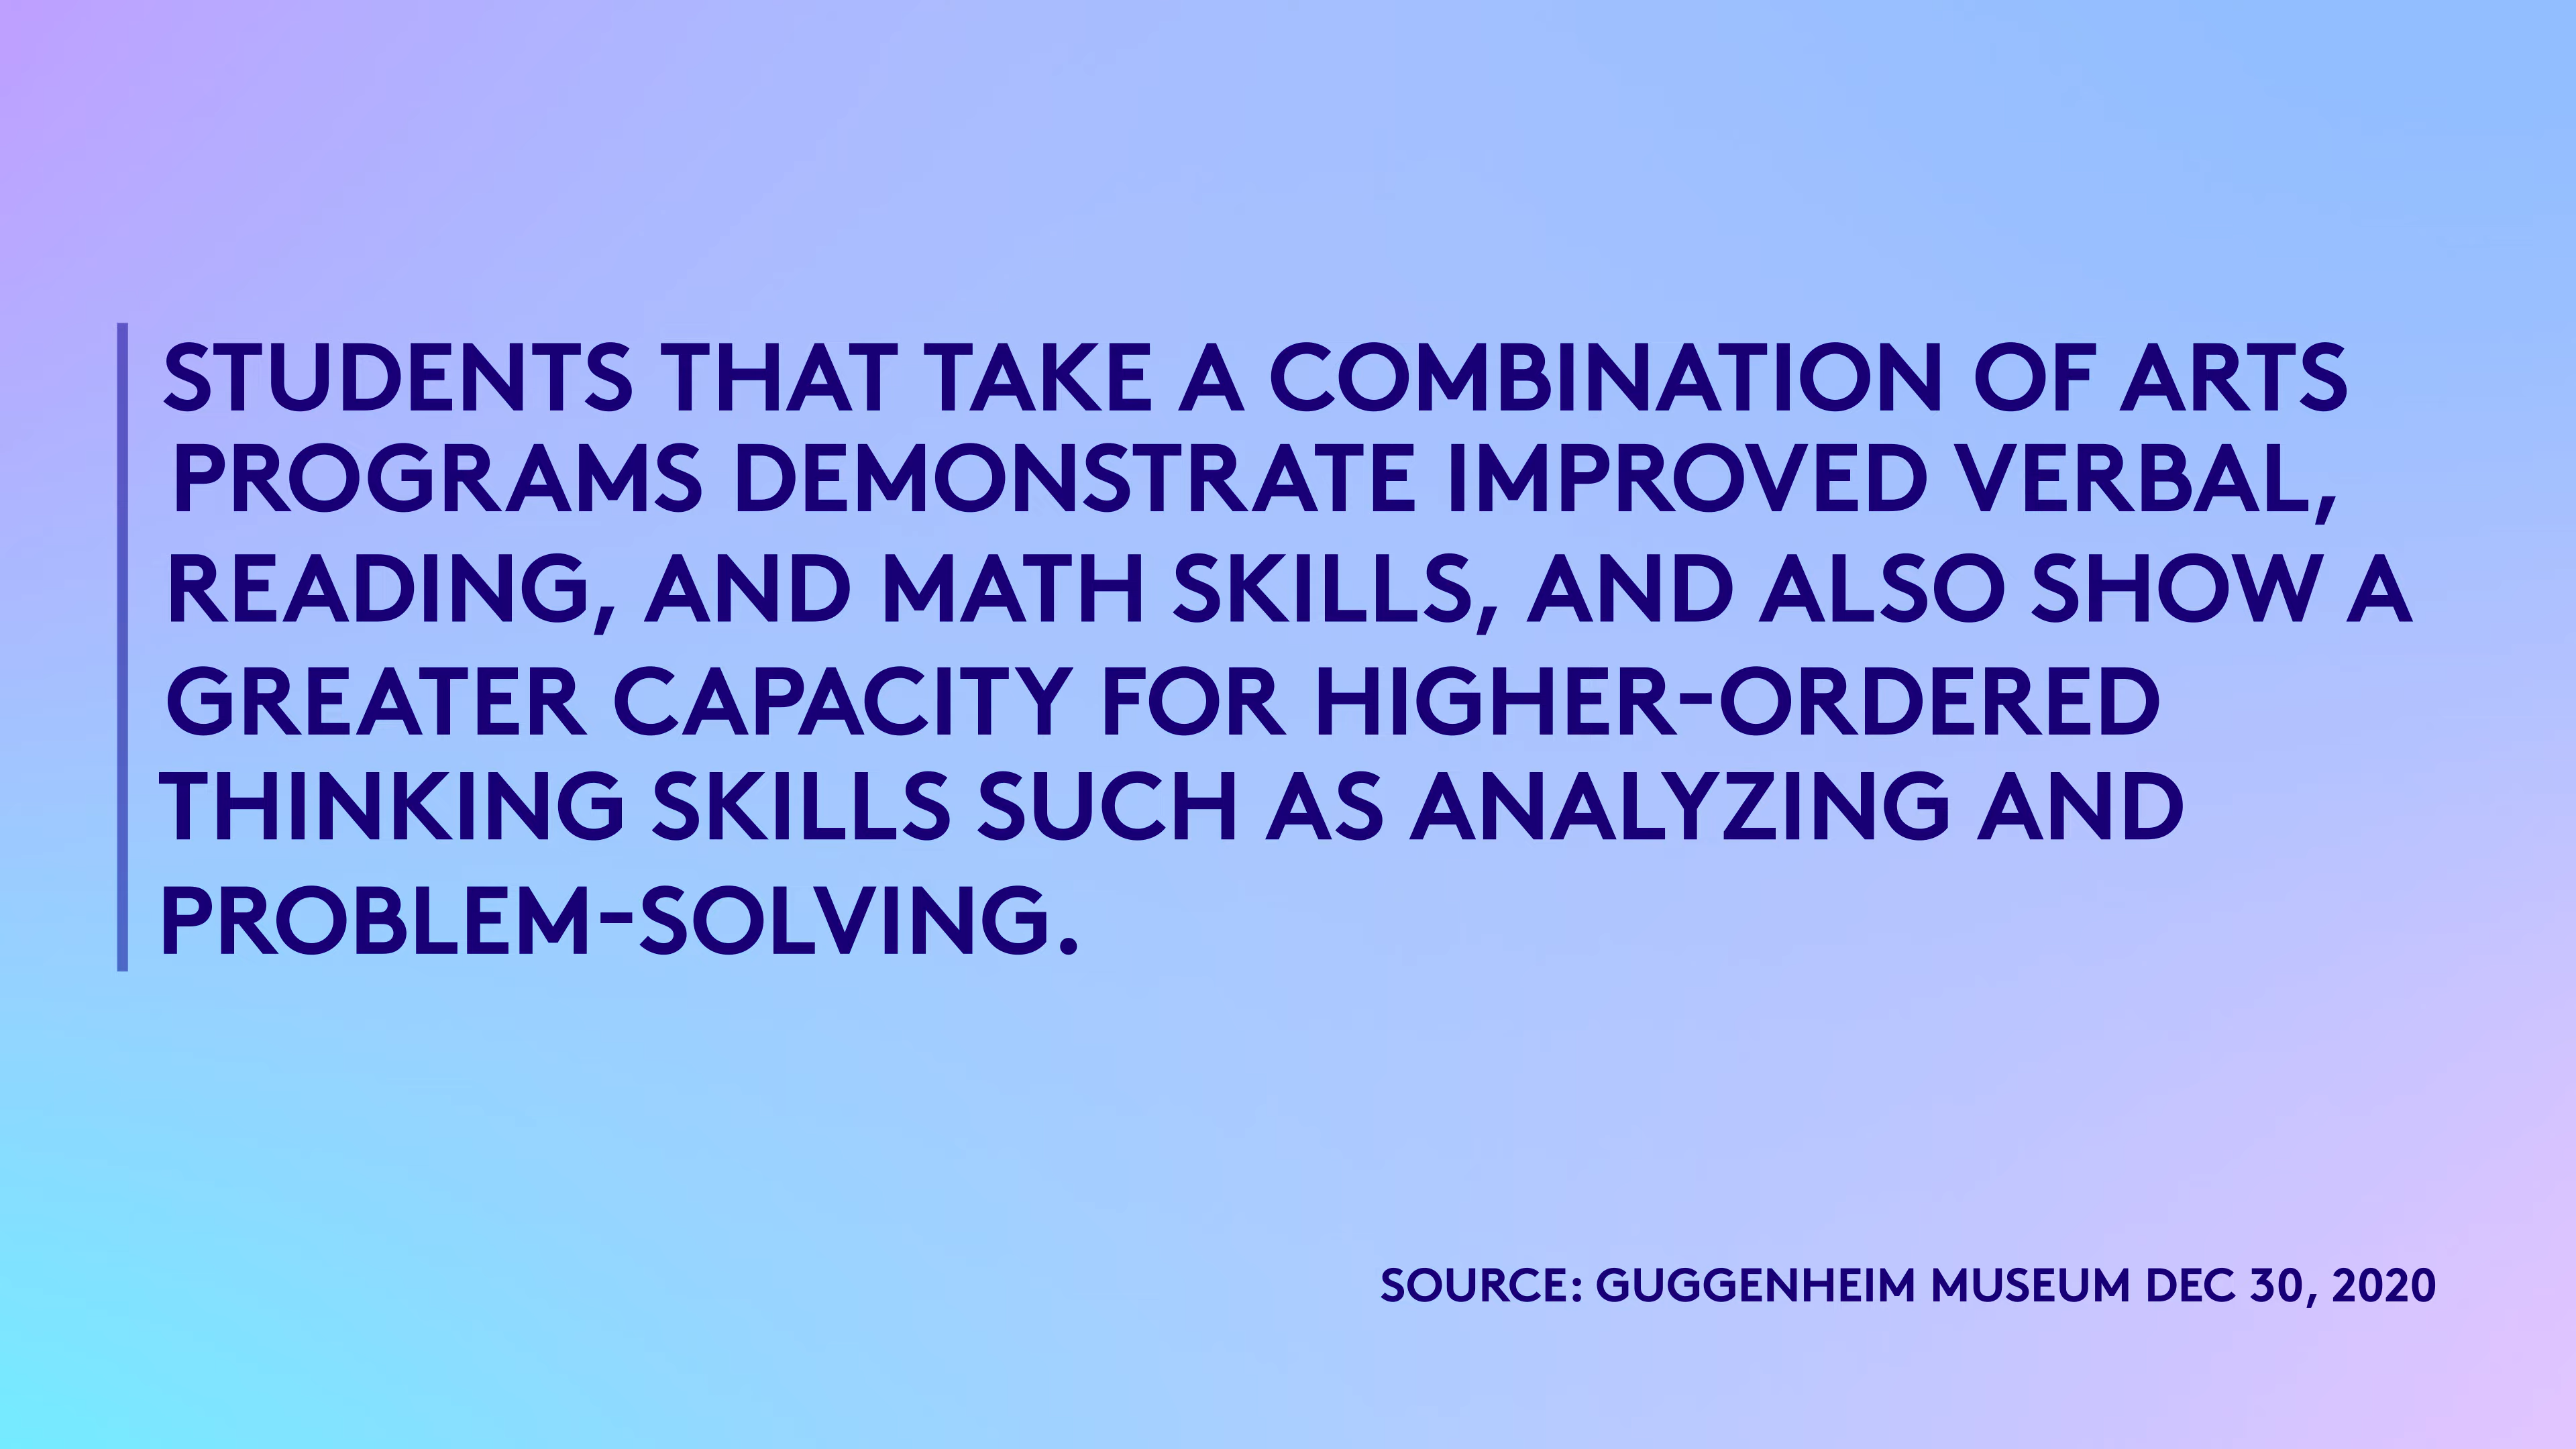 STUDENTS THAT TAKE A COMBINATION OF ARTS
PROGRAMS DEMONSTRATE IMPROVED VERBAL,
READING, AND MATH SKILLS, AND ALSO SHOW A
GREATER CAPACITY FOR HIGHER-ORDERED
THINKING SKILLS SUCH AS ANALYZING AND
PROBLEM-SOLVING.
SOURCE: GUGGENHEIM MUSEUM DEC 30, 2020